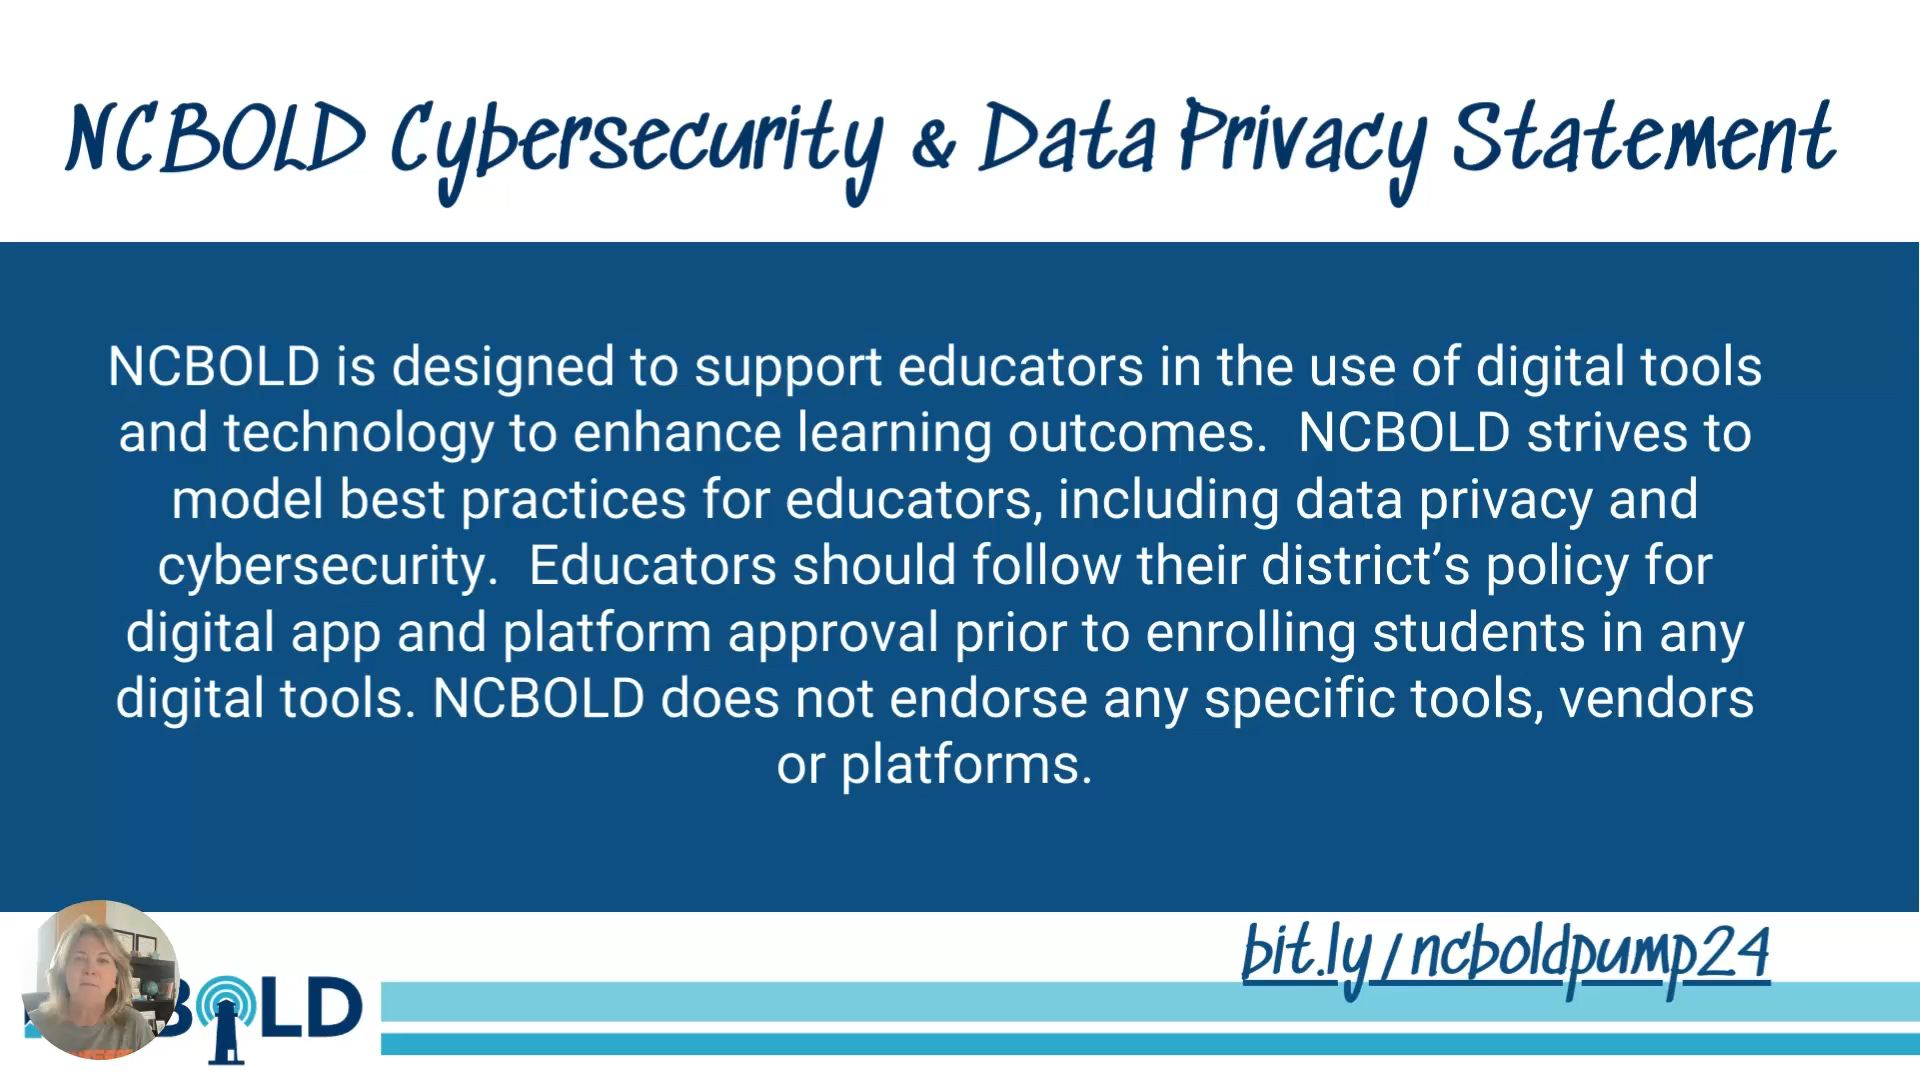 NCBOLD Cybersecurity & Data Privacy Statement
NCBOLD is designed to support educators in the use of digital tools
and technology to enhance learning outcomes.  NCBOLD strives to
model best practices for educators, including data privacy and
cybersecurity.  Educators should follow their district’s policy for
digital app and platform approval prior to enrolling students in any
digital tools. NCBOLD does not endorse any specific tools, vendors
or platforms.
bit.ly/ncboldpump24
B LD